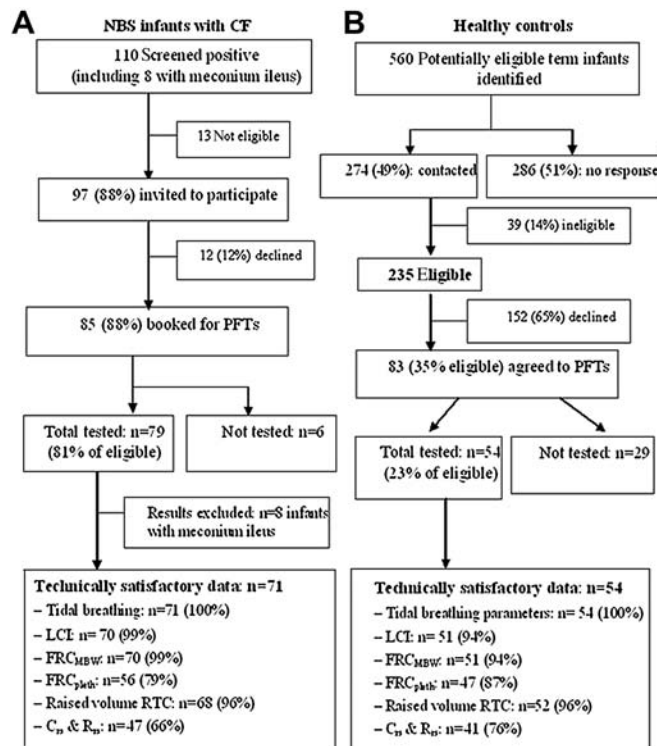 A
NBS infants with CF
110 Screened positive
(including 8 with meconium ileus)
13 Not eligible
97 (88%) invited to participate
12 (12%) declined
85 (88%) booked for PFTs
Total tested: n=79
(81% of eligible)
Not tested: n=6
Results excluded: n=8 infants
with meconium ileus
Technically satisfactory data: n=71
– Tidal breathing: n=71 (100%)
– LCI: n= 70 (99%)
– FRCMBW: n=70 (99%)
– FRCpleth: n=56 (79%)
– Raised volume RTC: n=68 (96%)
– Crs & Rrs: n=47 (66%)
B
Healthy controls
560 Potentially eligible term infants
identified
274 (49%): contacted
286 (51%): no response
39 (14%) ineligible
235 Eligible
152 (65%) declined
83 (35% eligible) agreed to PFTs
Total tested: n=54
(23% of eligible)
Not tested: n=29
Technically satisfactory data: n=54
– Tidal breathing parameters: n= 54 (100%)
– LCI: n= 51 (94%)
– FRCMBW: n=51 (94%)
– FRCpleth: n=47 (87%)
– Raised volume RTC: n=52 (96%)
– Crs & Rrs: n=41 (76%)